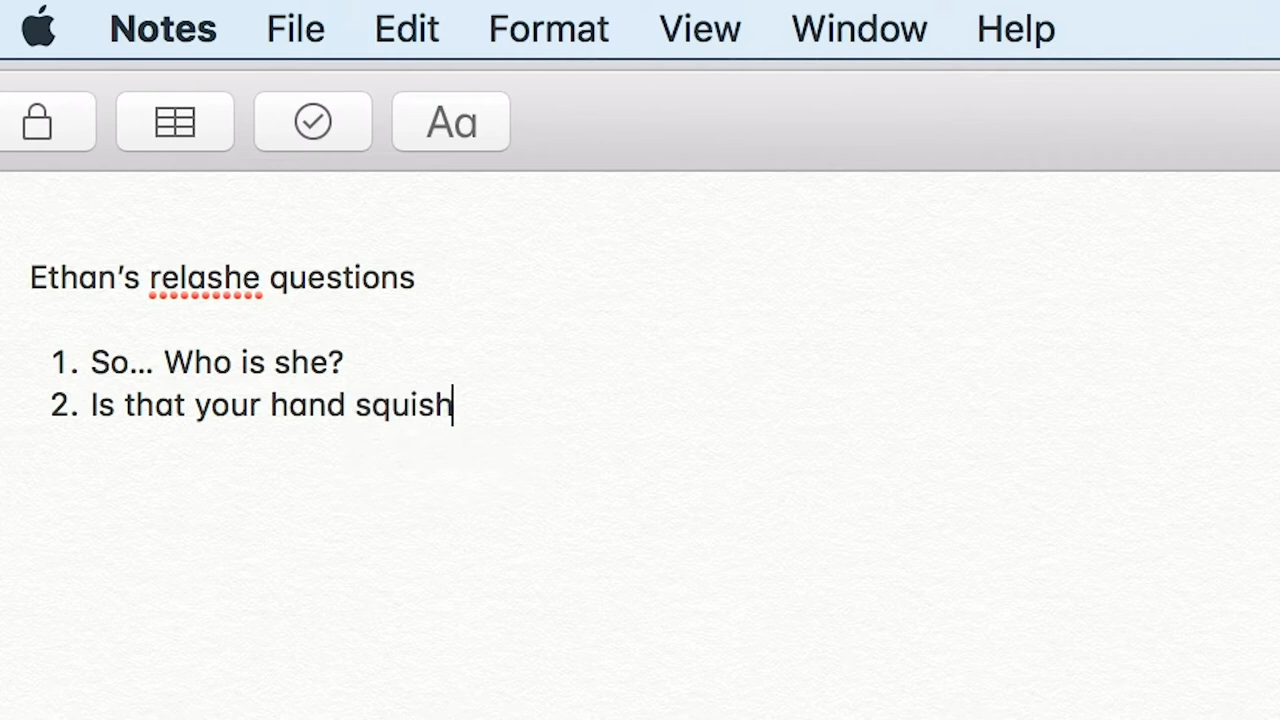 Notes File Edit Format View Window Help
Aa
Ethan’s relashe questions
1. So... Who is she?
2. Is that your hand squish